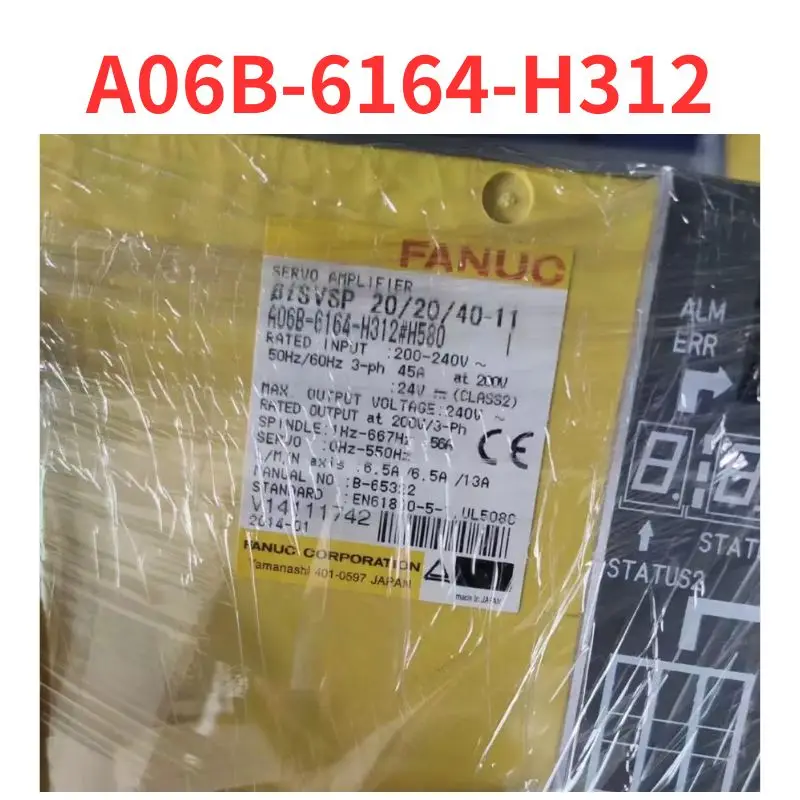 A06B-6164-H312
FANUC
SERVO AMPLIFIER
βiSVSP 20/20/40-11
A06B-6164-H312#H580
RATED INPUT :200-240V ~
50Hz/60Hz 3-ph 45A at 200V
:24V ⎓ (CLASS2)
MAX. OUTPUT VOLTAGE:240V ~
RATED OUTPUT at 200V/3-Ph
SPINDLE:1Hz-667Hz 56A
SERVO :0Hz-550Hz
L/M/N axis :6.5A/6.5A/13A
MANUAL NO. :B-65322
STANDARD :EN61800-5-1,UL508C
V14111742
2014-01
CE
FANUC CORPORATION
Yamanashi 401-0597 JAPAN
made in JAPAN
ALM
ERR
STATUS2